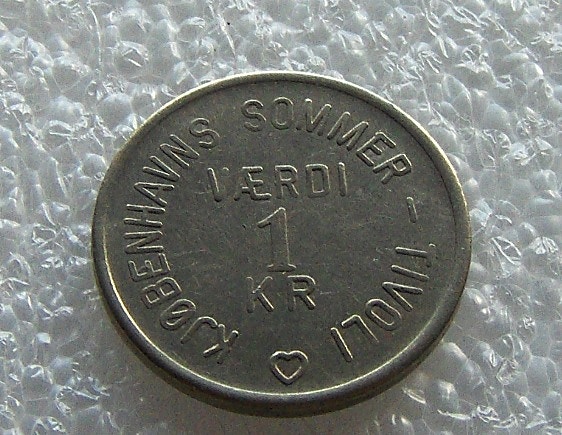 KJØBENHAVNS SOMMER - TIVOLI
VÆRDI
1
KR